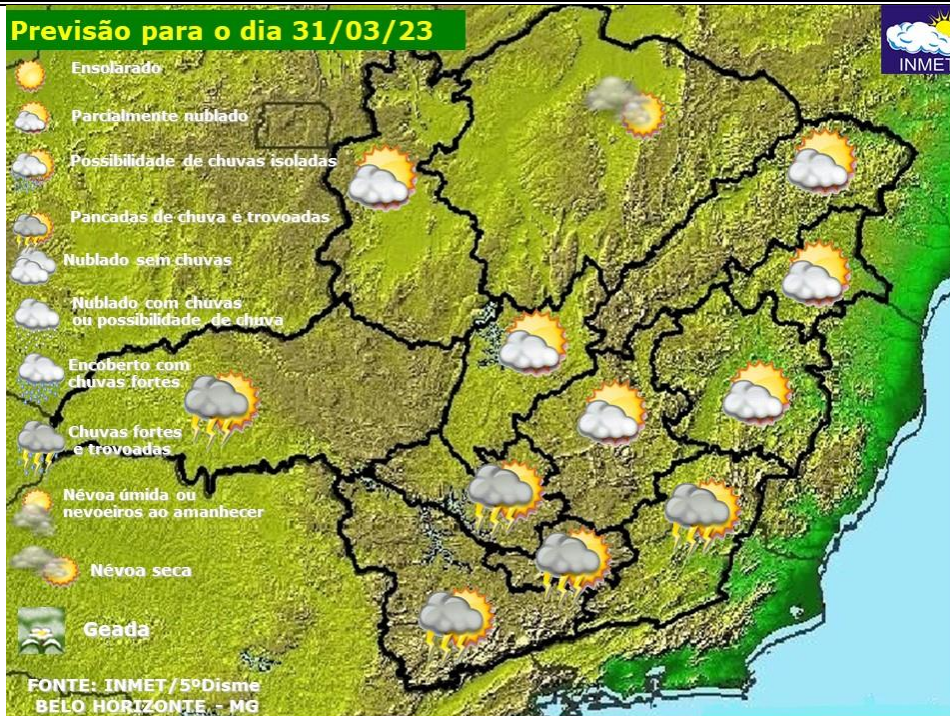 Previsão para o dia 31/03/23
INMET
Ensolarado
Parcialmente nublado
Possibilidade de chuvas isoladas
Pancadas de chuva e trovoadas
Nublado sem chuvas
Nublado com chuvas
ou possibilidade de chuva
Encoberto com
chuvas fortes
Chuvas fortes
e trovoadas
Névoa úmida ou
nevoeiros ao amanhecer
Névoa seca
Geada
FONTE: INMET/5ºDisme
BELO HORIZONTE - MG